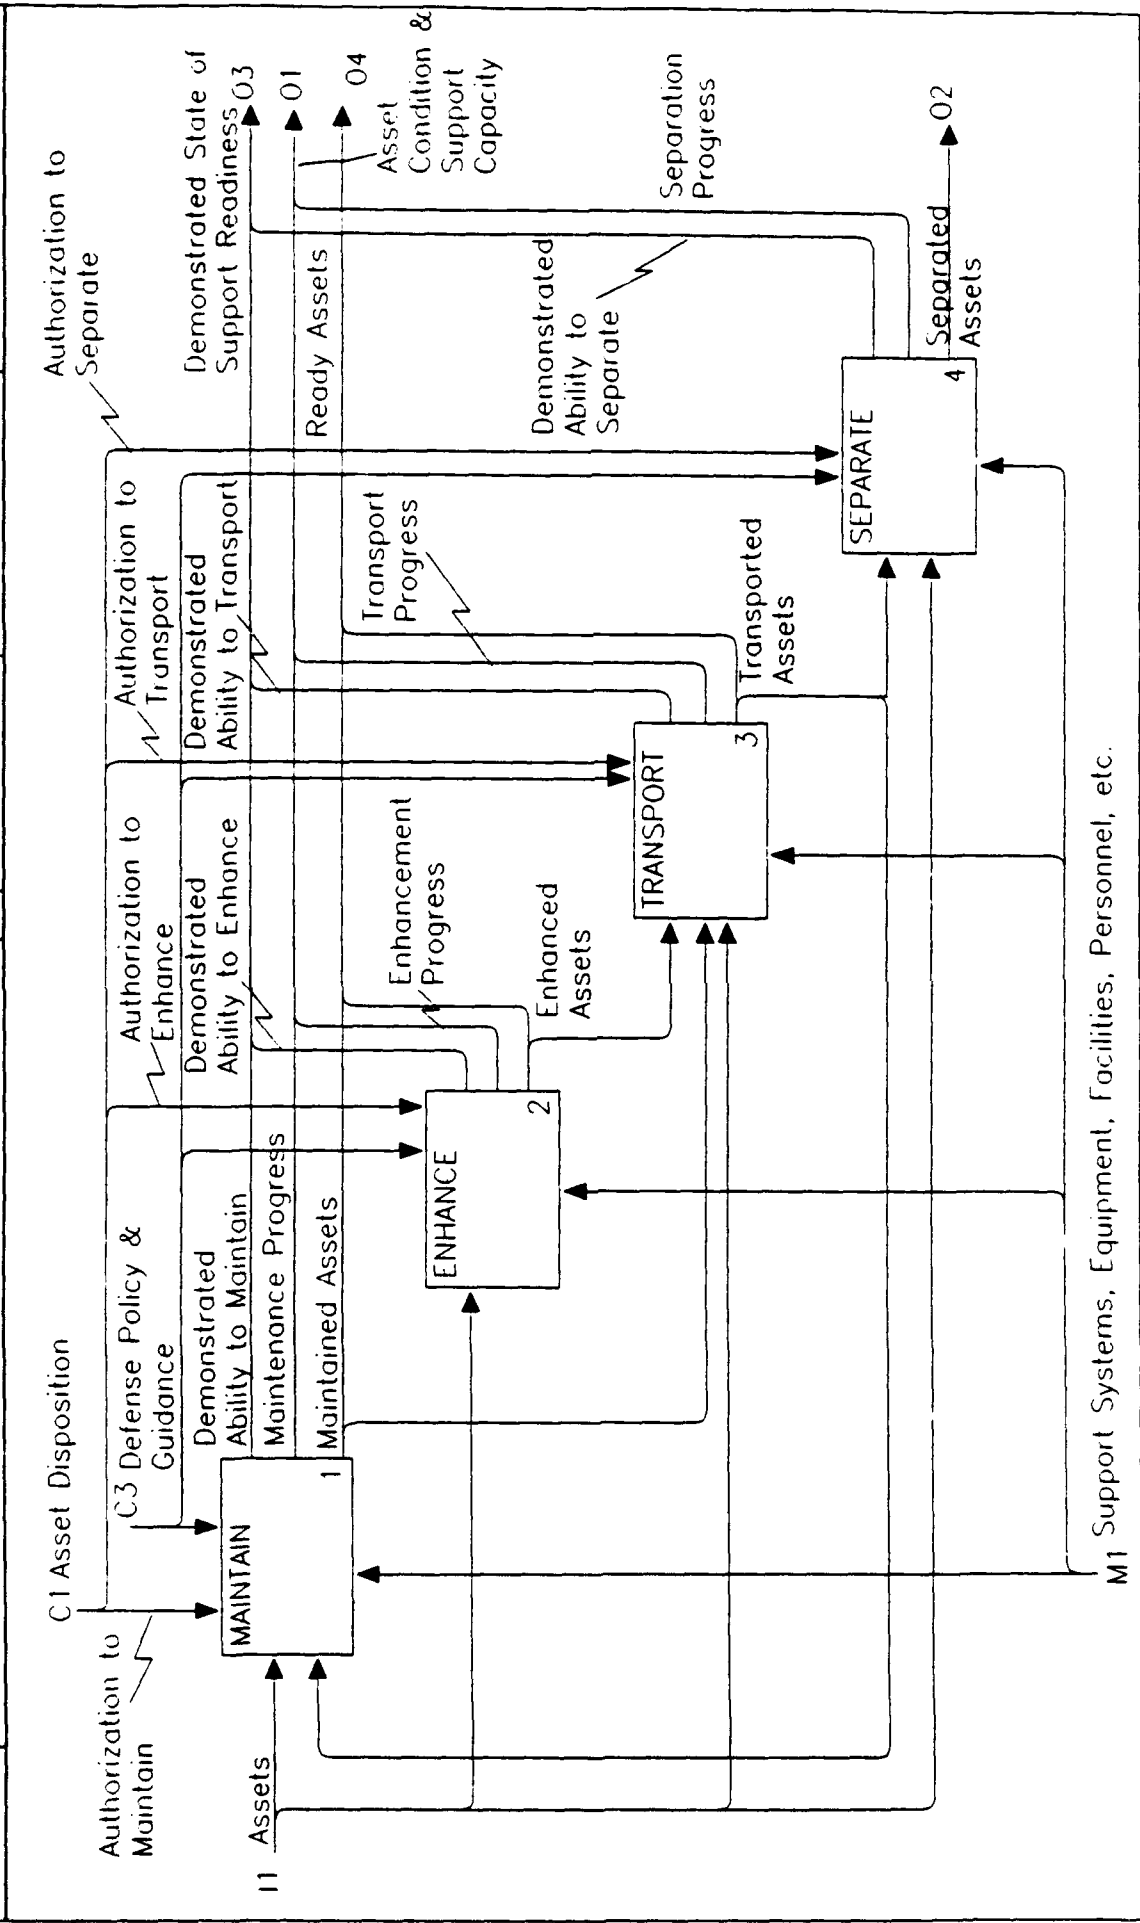 C1 Asset Disposition
Authorization to
Maintain
C3 Defense Policy &
Guidance
Authorization to
Enhance
Authorization to
Transport
Authorization to
Separate
I1 Assets
MAINTAIN
1
Demonstrated
Ability to Maintain
Maintenance Progress
Maintained Assets
Demonstrated
Ability to Enhance
Enhancement
Progress
ENHANCE
2
Enhanced
Assets
Demonstrated
Ability to Transport
Transport
Progress
TRANSPORT
3
Transported
Assets
Demonstrated State of
Support Readiness O3
O1
Ready Assets
O4
Asset
Condition &
Support
Capacity
Demonstrated
Ability to
Separate
Separation
Progress
SEPARATE
4
Separated
Assets
O2
M1 Support Systems, Equipment, Facilities, Personnel, etc.